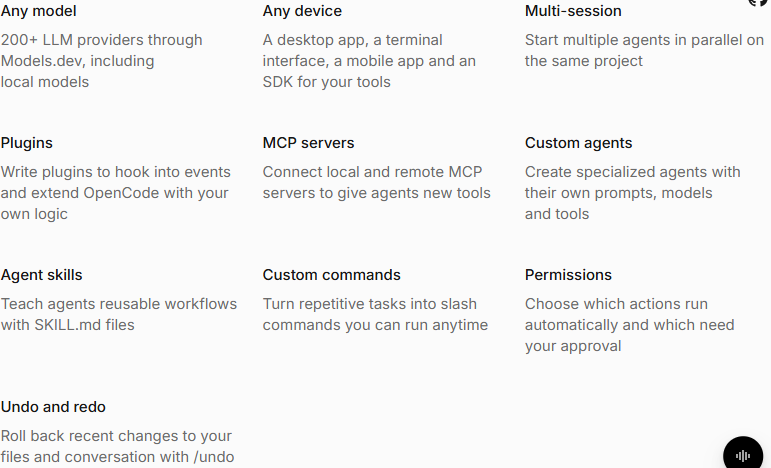 Any model
200+ LLM providers through
Models.dev, including
local models
Any device
A desktop app, a terminal
interface, a mobile app and an
SDK for your tools
Multi-session
Start multiple agents in parallel on
the same project
Plugins
Write plugins to hook into events
and extend OpenCode with your
own logic
MCP servers
Connect local and remote MCP
servers to give agents new tools
Custom agents
Create specialized agents with
their own prompts, models
and tools
Agent skills
Teach agents reusable workflows
with SKILL.md files
Custom commands
Turn repetitive tasks into slash
commands you can run anytime
Permissions
Choose which actions run
automatically and which need
your approval
Undo and redo
Roll back recent changes to your
files and conversation with /undo